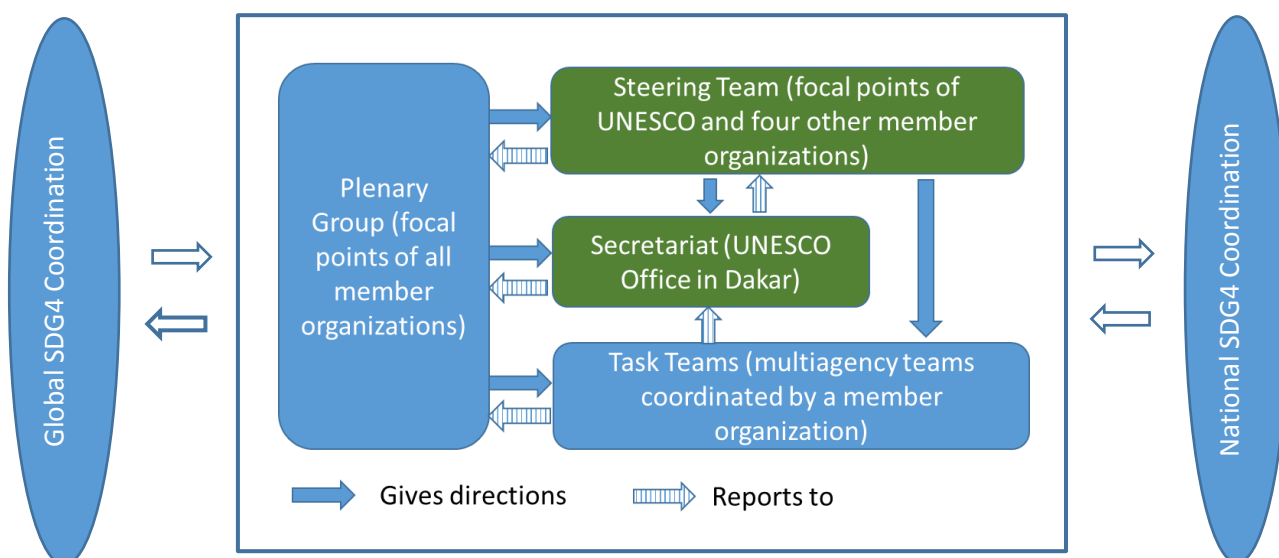 Global SDG4 Coordination
Plenary
Group (focal
points of all
member
organizations)
Steering Team (focal points of
UNESCO and four other member
organizations)
Secretariat (UNESCO
Office in Dakar)
Task Teams (multiagency teams
coordinated by a member
organization)
Gives directions
Reports to
National SDG4 Coordination